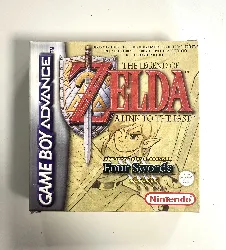 GAME BOY ADVANCE
THE LEGEND OF
ZELDA
A LINK TO THE PAST
Four Swords
Nintendo